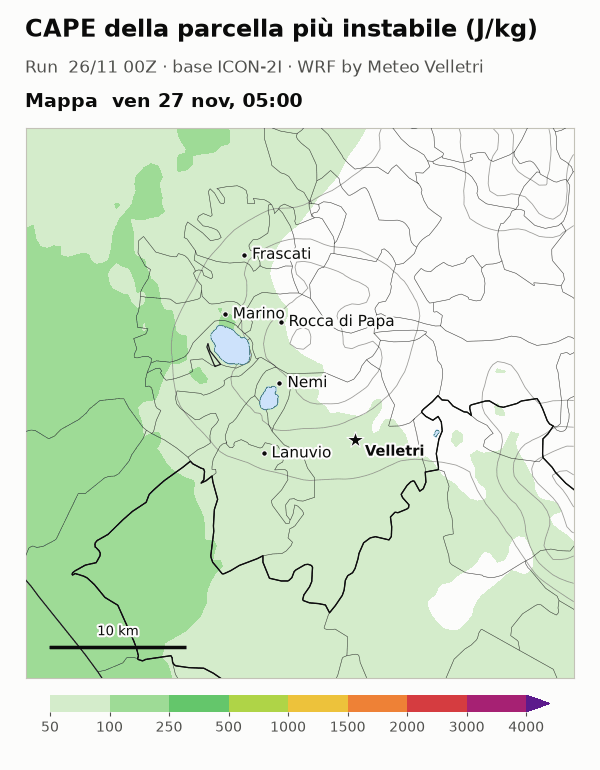 CAPE della parcella più instabile (J/kg)
Run  26/11 00Z · base ICON-2I · WRF by Meteo Velletri
Mappa  ven 27 nov, 05:00
Frascati
Marino
Rocca di Papa
Nemi
Velletri
Lanuvio
10 km
50 100 250 500 1000 1500 2000 3000 4000